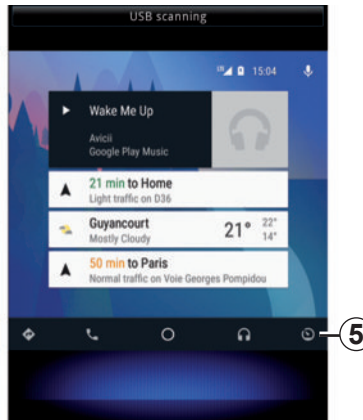 USB scanning
LTE 15:04
Wake Me Up
Avicii
Google Play Music
21 min to Home
Light traffic on D36
Guyancourt
Mostly Cloudy
21° 22°
14°
50 min to Paris
Normal traffic on Voie Georges Pompidou
5